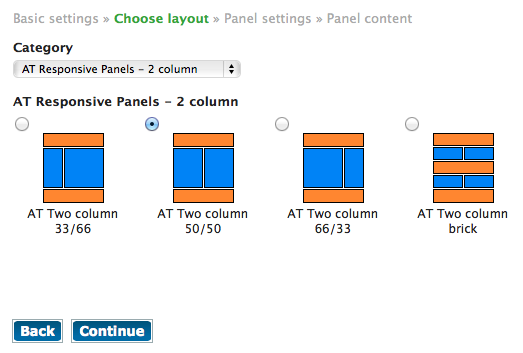 Basic settings » Choose layout » Panel settings » Panel content
Category
AT Responsive Panels – 2 column
AT Responsive Panels – 2 column
AT Two column 33/66
AT Two column 50/50
AT Two column 66/33
AT Two column brick
Back Continue